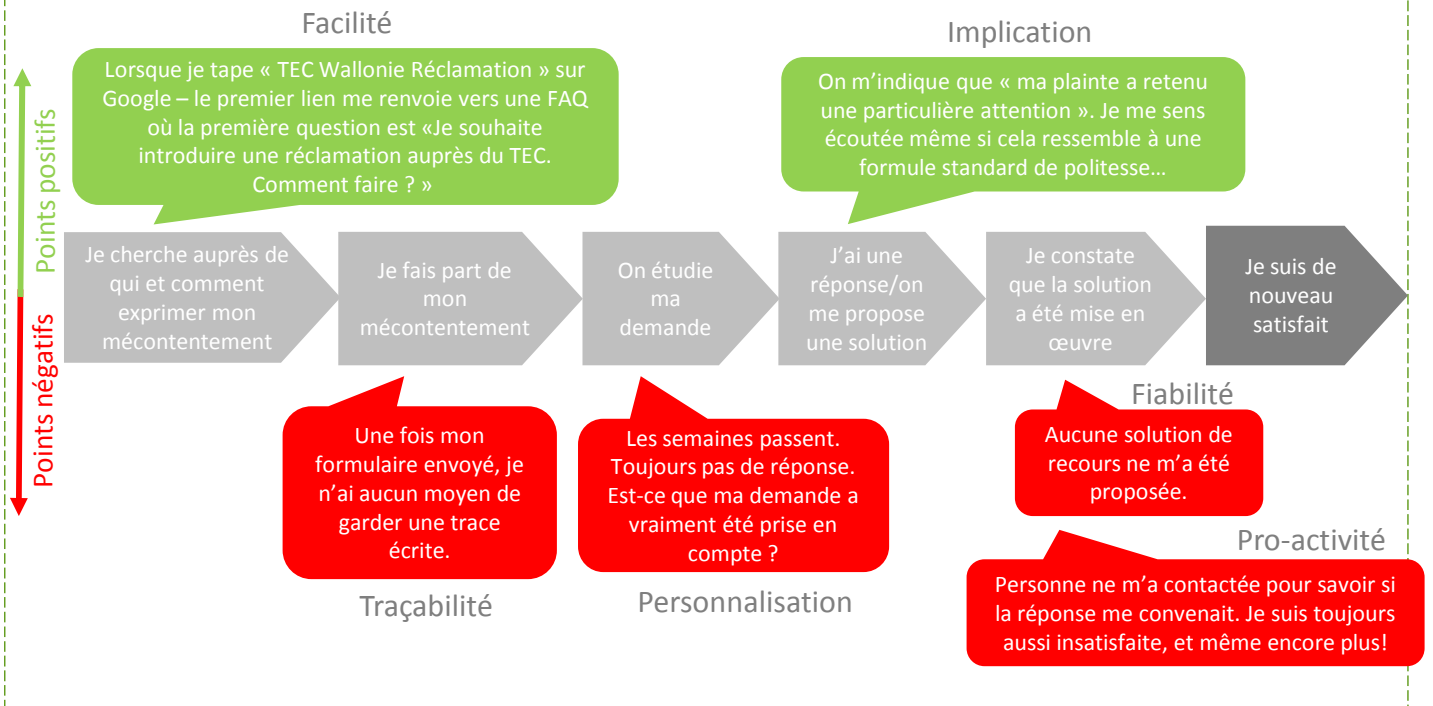 Facilité
Lorsque je tape « TEC Wallonie Réclamation » sur
Google – le premier lien me renvoie vers une FAQ
où la première question est «Je souhaite
introduire une réclamation auprès du TEC.
Comment faire ? »
Implication
On m’indique que « ma plainte a retenu
une particulière attention ». Je me sens
écoutée même si cela ressemble à une
formule standard de politesse…
Points positifs
Points négatifs
Je cherche auprès de
qui et comment
exprimer mon
mécontentement
Je fais part de
mon
mécontentement
On étudie
ma
demande
J’ai une
réponse/on
me propose
une solution
Je constate
que la solution
a été mise en
œuvre
Je suis de
nouveau
satisfait
Une fois mon
formulaire envoyé, je
n’ai aucun moyen de
garder une trace
écrite.
Traçabilité
Les semaines passent.
Toujours pas de réponse.
Est-ce que ma demande a
vraiment été prise en
compte ?
Personnalisation
Fiabilité
Aucune solution de
recours ne m’a été
proposée.
Pro-activité
Personne ne m’a contactée pour savoir si
la réponse me convenait. Je suis toujours
aussi insatisfaite, et même encore plus!